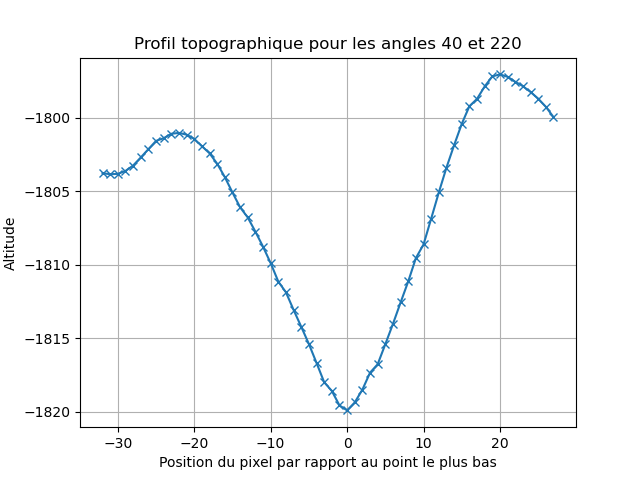 Profil topographique pour les angles 40 et 220
Altitude
−1800
−1805
−1810
−1815
−1820
−30 −20 −10 0 10 20
Position du pixel par rapport au point le plus bas